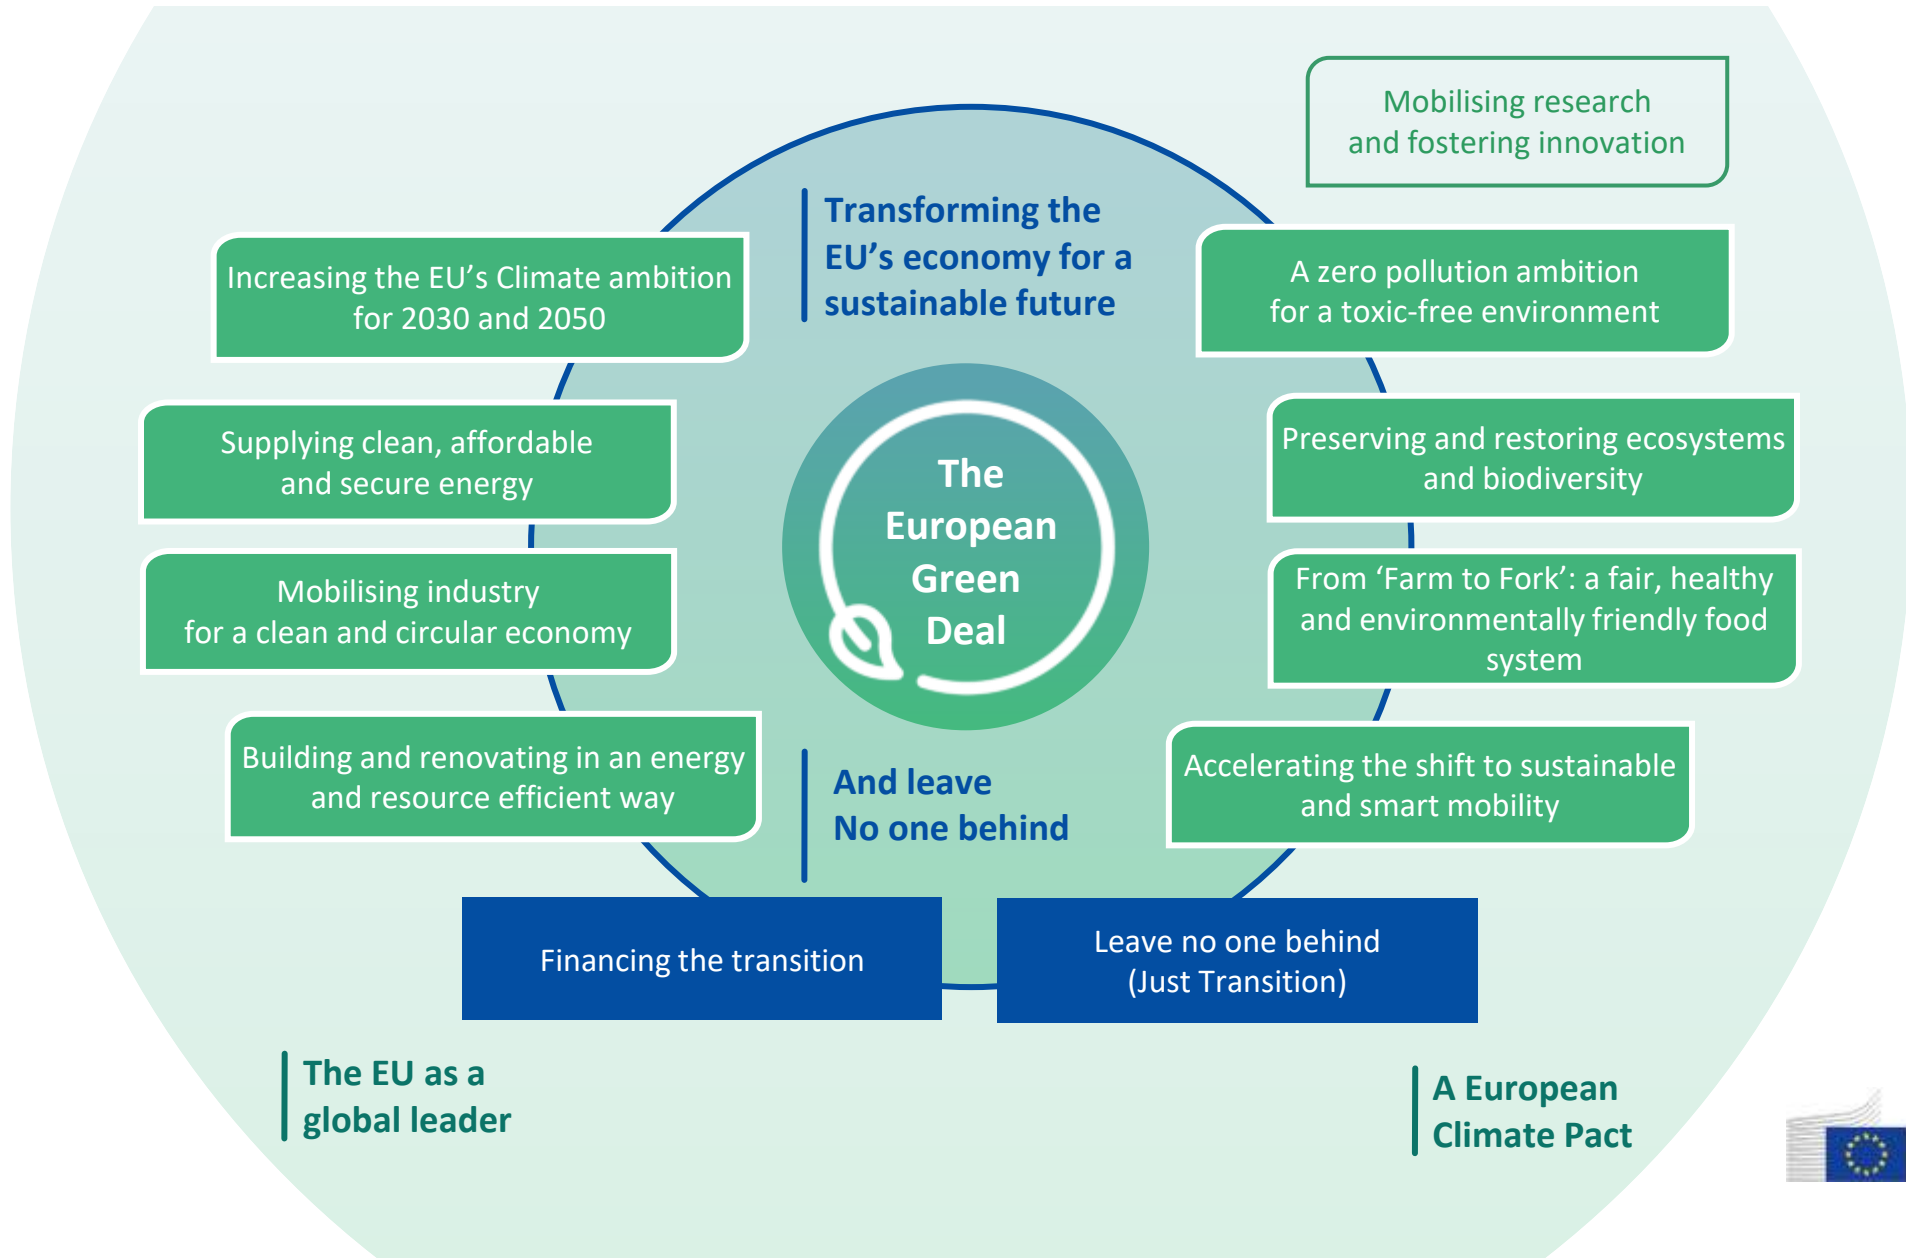 Mobilising research
and fostering innovation
Transforming the
EU’s economy for a
sustainable future
Increasing the EU’s Climate ambition
for 2030 and 2050
A zero pollution ambition
for a toxic-free environment
Supplying clean, affordable
and secure energy
Preserving and restoring ecosystems
and biodiversity
The
European
Green
Deal
Mobilising industry
for a clean and circular economy
From ‘Farm to Fork’: a fair, healthy
and environmentally friendly food
system
Building and renovating in an energy
and resource efficient way
And leave
No one behind
Accelerating the shift to sustainable
and smart mobility
Financing the transition
Leave no one behind
(Just Transition)
The EU as a
global leader
A European
Climate Pact